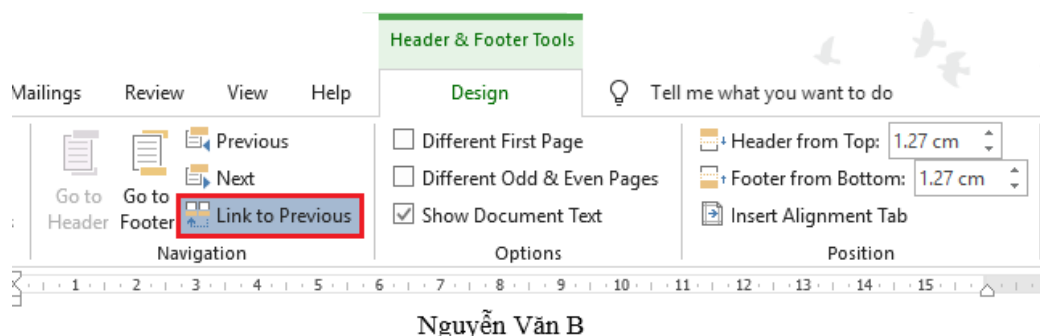 Header & Footer Tools
Mailings Review View Help Design Tell me what you want to do
Previous Different First Page Header from Top: 1.27 cm
Next Different Odd & Even Pages Footer from Bottom: 1.27 cm
Go to Header Go to Footer Link to Previous Show Document Text Insert Alignment Tab
Navigation Options Position
1 2 3 4 5 6 7 8 9 10 11 12 13 14 15
Nguyễn Văn B